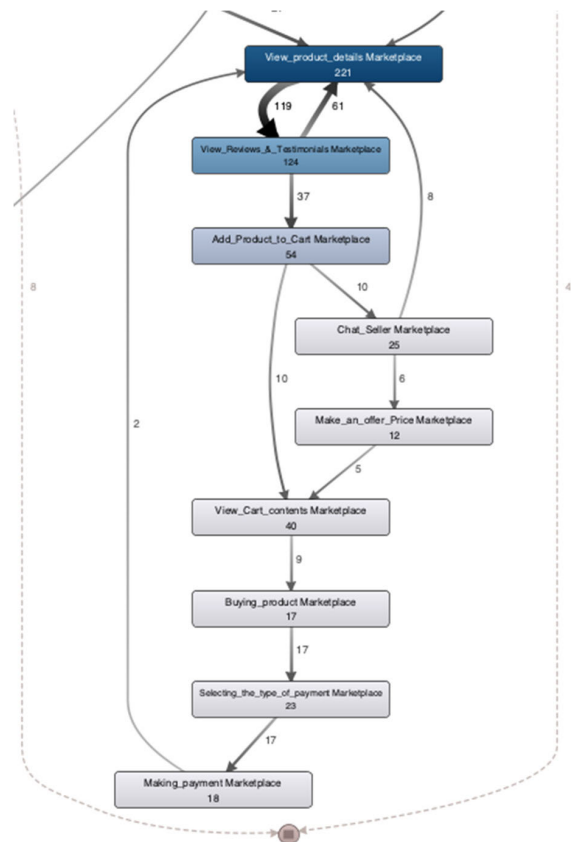 View_product_details Marketplace
221
119
61
View_Reviews_&_Testimonials Marketplace
124
37
8
Add_Product_to_Cart Marketplace
54
8
10
4
Chat_Seller Marketplace
25
10
6
2
Make_an_offer_Price Marketplace
12
5
View_Cart_contents Marketplace
40
9
Buying_product Marketplace
17
17
Selecting_the_type_of_payment Marketplace
23
17
Making_payment Marketplace
18